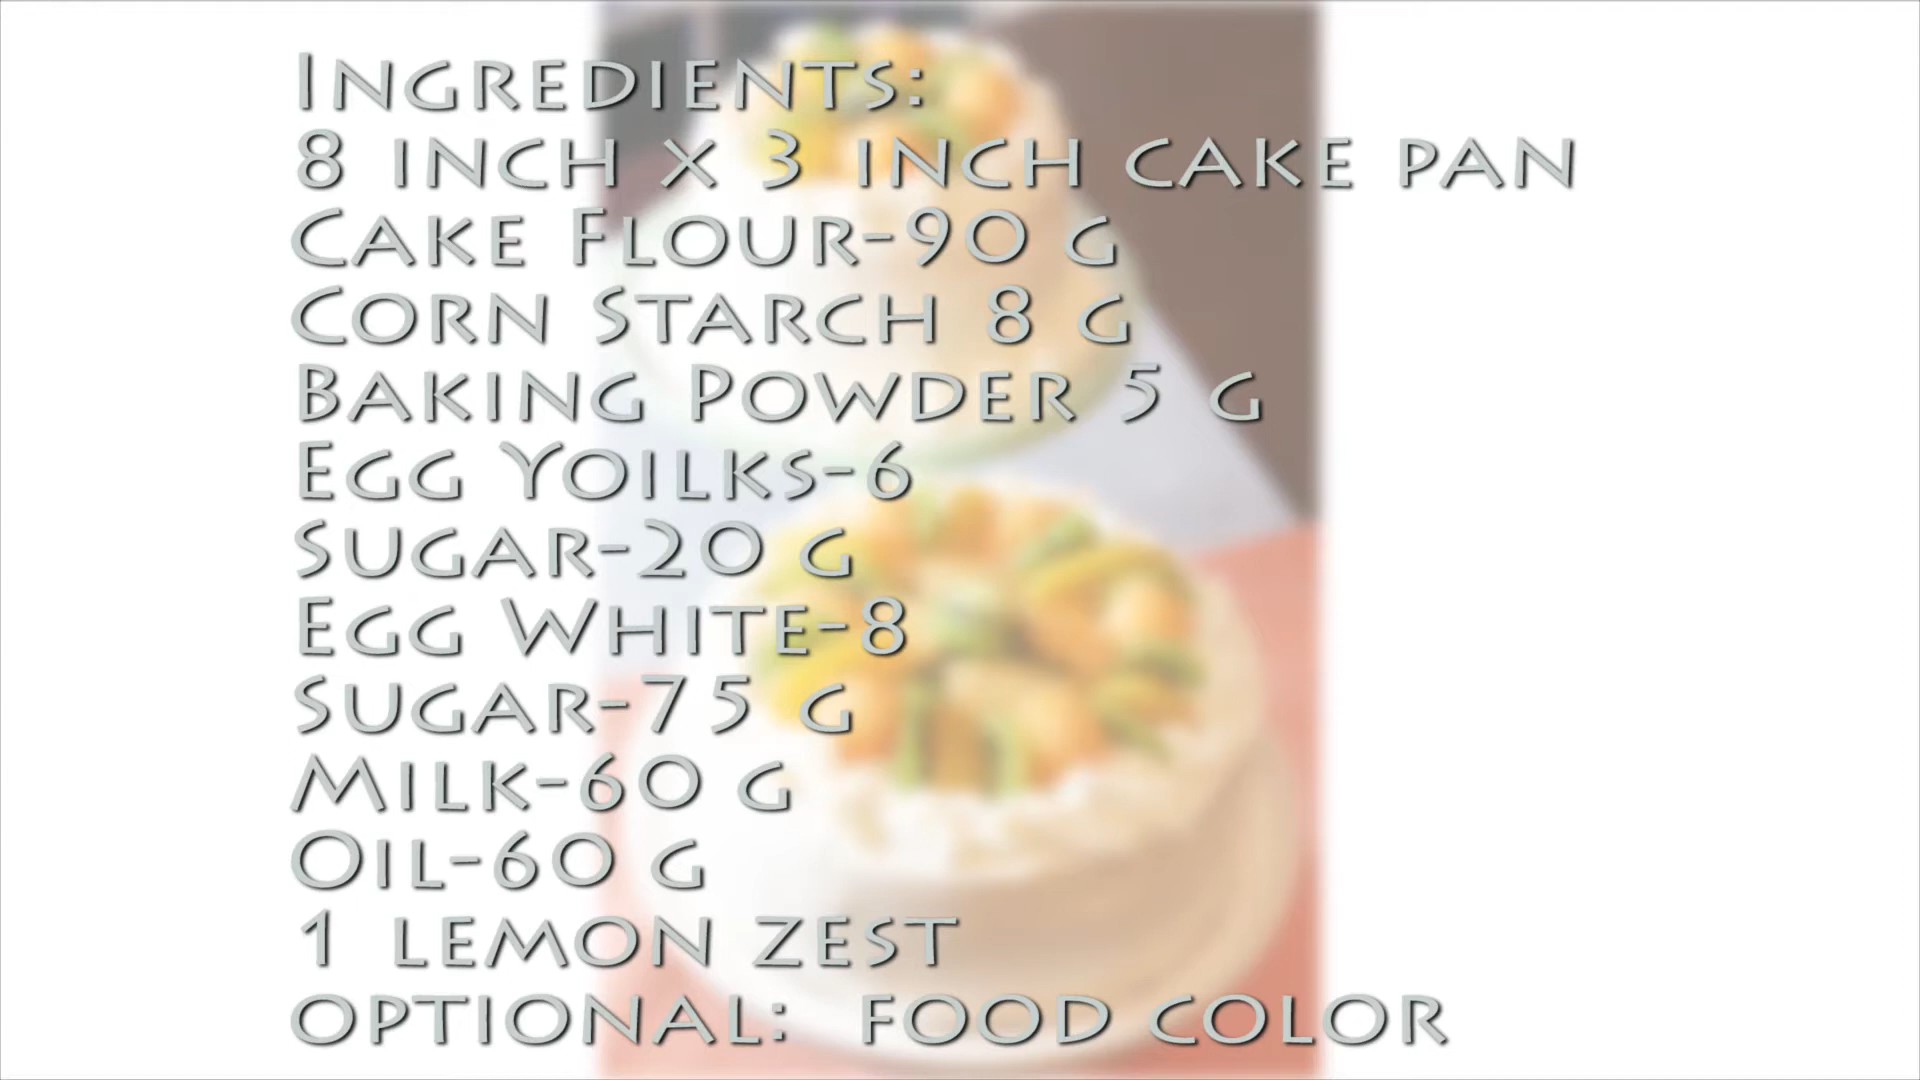 Ingredients:
8 inch x 3 inch cake pan
Cake Flour-90 g
Corn Starch 8 g
Baking Powder 5 g
Egg Yoilks-6
Sugar-20 g
Egg White-8
Sugar-75 g
Milk-60 g
Oil-60 g
1 lemon zest
optional: food color